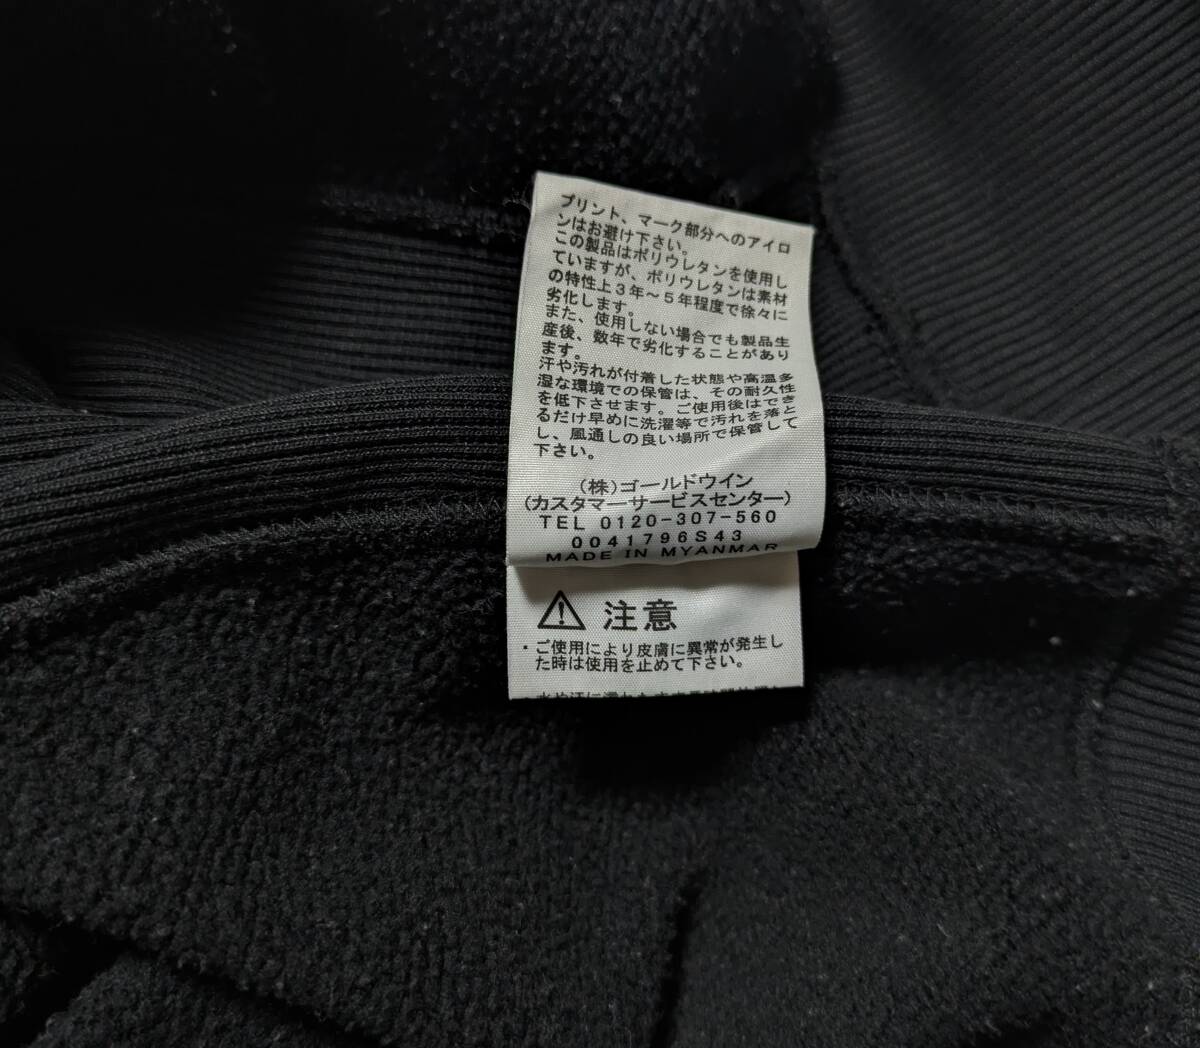 プリント、マーク部分へのアイロ
ンはお避け下さい。
この製品はポリウレタンを使用し
ていますが、ポリウレタンは素材
の特性上3年～5年程度で徐々に
劣化します。
また、使用しない場合でも製品生
産後、数年で劣化することがあり
ます。
汗や汚れが付着した状態や高温多
湿な環境での保管は、その耐久性
を低下させます。ご使用後はでき
るだけ早めに洗濯等で汚れを落と
し、風通しの良い場所で保管して
下さい。
(株)ゴールドウイン
(カスタマーサービスセンター)
TEL 0120-307-560
0041796S43
MADE IN MYANMAR
注意
・ご使用により皮膚に異常が発生し
た時は使用を止めて下さい。